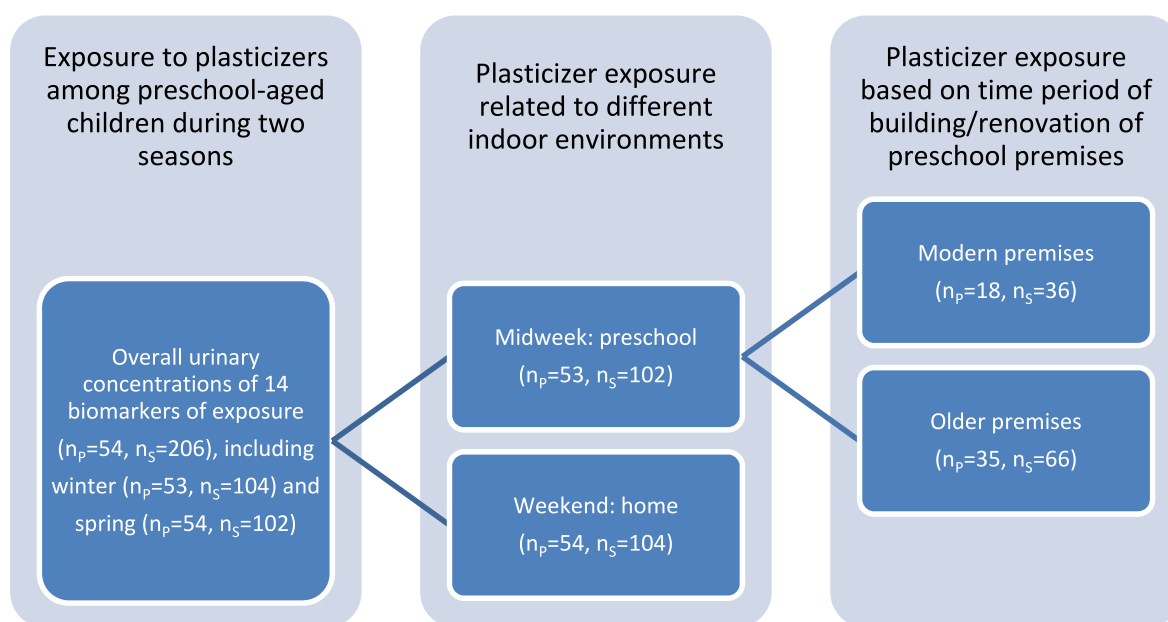 Exposure to plasticizers
among preschool-aged
children during two
seasons
Overall urinary
concentrations of 14
biomarkers of exposure
(nP=54, nS=206), including
winter (nP=53, nS=104) and
spring (nP=54, nS=102)
Plasticizer exposure
related to different
indoor environments
Midweek: preschool
(nP=53, nS=102)
Weekend: home
(nP=54, nS=104)
Plasticizer exposure
based on time period of
building/renovation of
preschool premises
Modern premises
(nP=18, nS=36)
Older premises
(nP=35, nS=66)